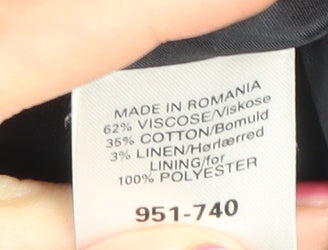 MADE IN ROMANIA
62% VISCOSE/Viskose
35% COTTON/Bomuld
3% LINEN/Hørlærred
LINING/for
100% POLYESTER
951-740